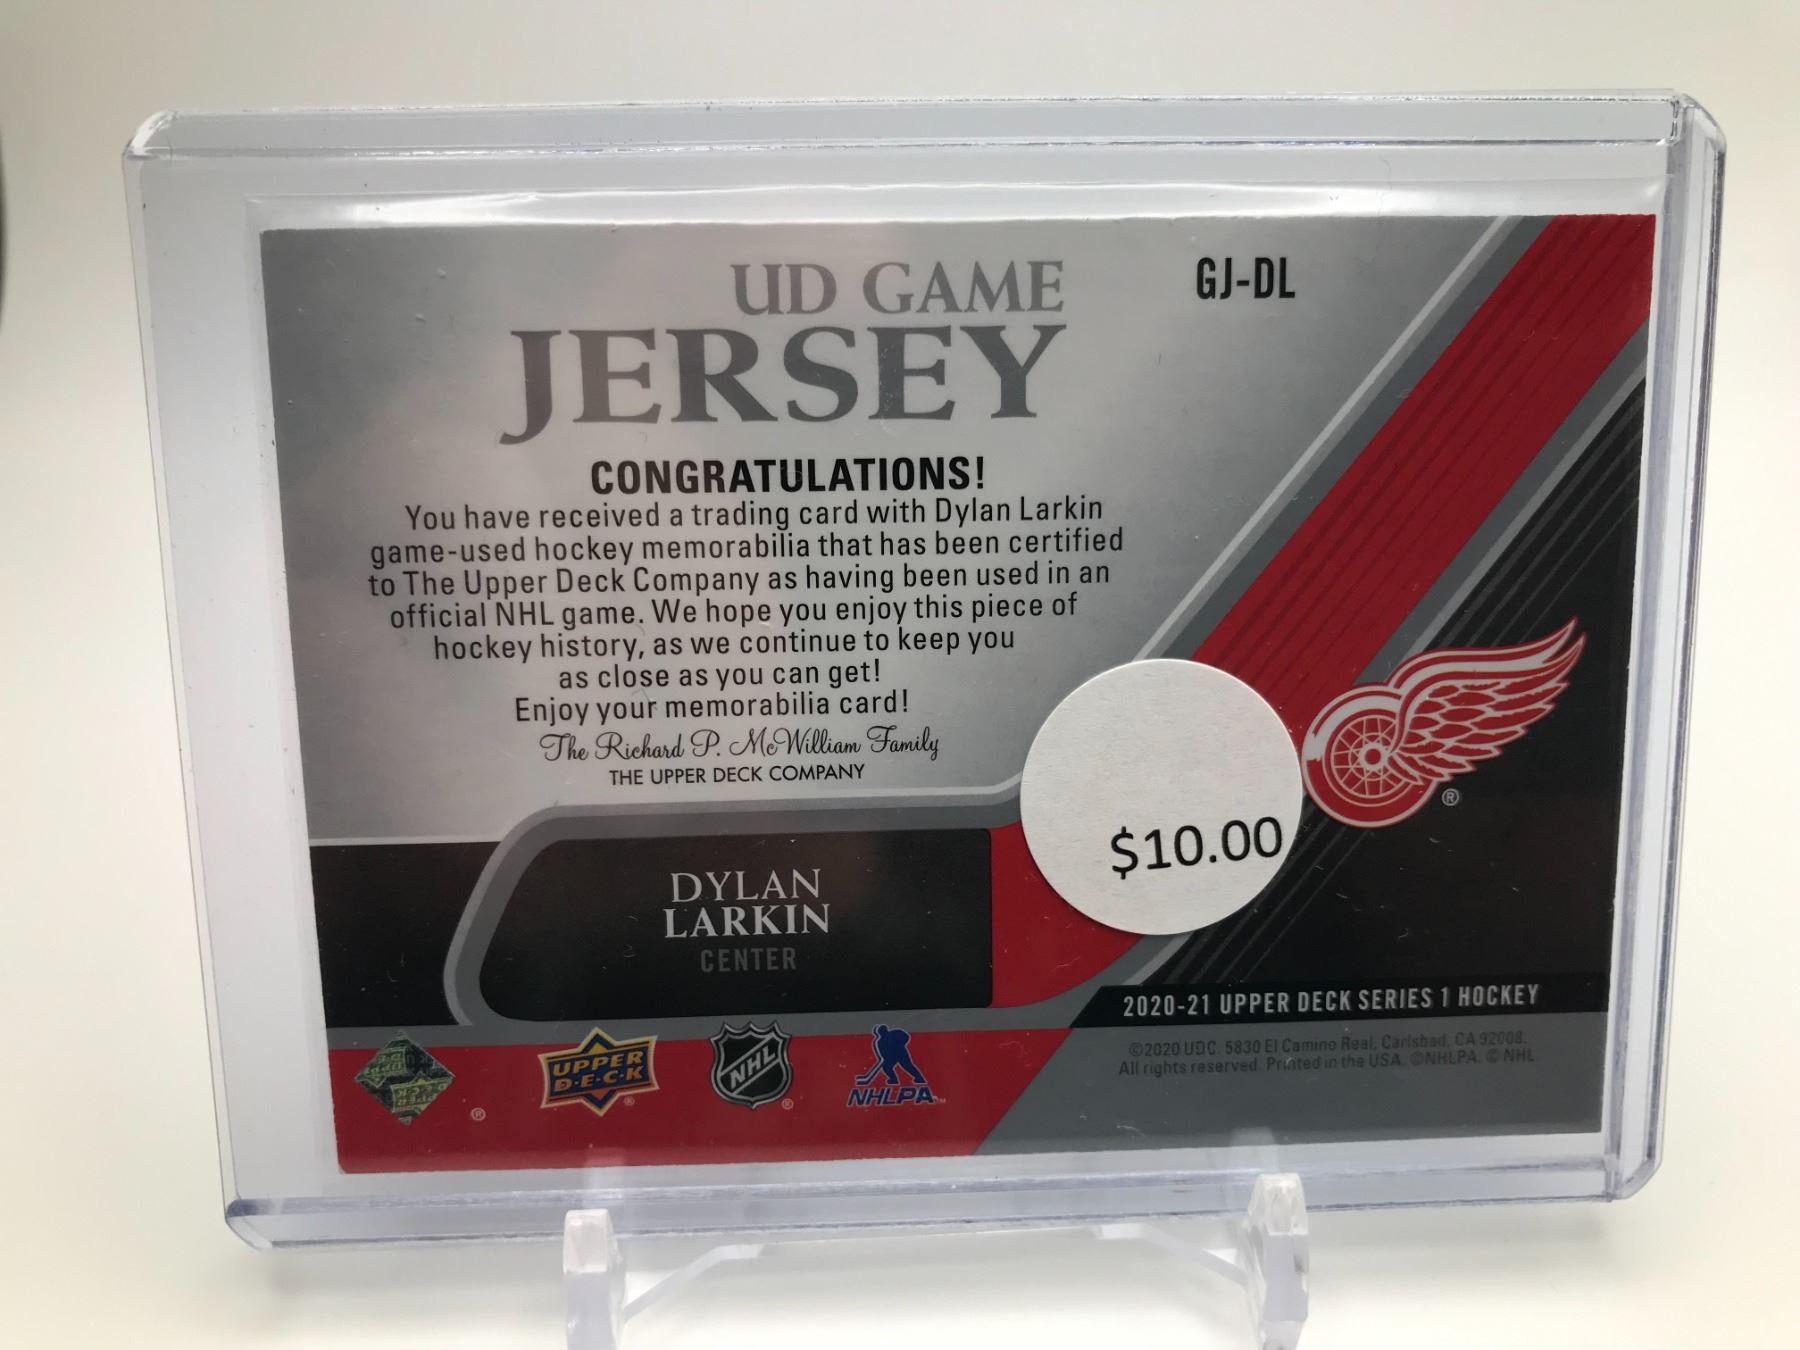 UD GAME
JERSEY
GJ-DL
CONGRATULATIONS!
You have received a trading card with Dylan Larkin
game-used hockey memorabilia that has been certified
to The Upper Deck Company as having been used in an
official NHL game. We hope you enjoy this piece of
hockey history, as we continue to keep you
as close as you can get!
Enjoy your memorabilia card!
The Richard P. McWilliam Family
THE UPPER DECK COMPANY
$10.00
®
DYLAN
LARKIN
CENTER
2020-21 UPPER DECK SERIES 1 HOCKEY
©2020 UDC. 5830 El Camino Real, Carlsbad, CA 92008.
All rights reserved. Printed in the USA. ©NHLPA. © NHL
®
UPPER
D·E·C·K
®
NHL
®
NHLPA™